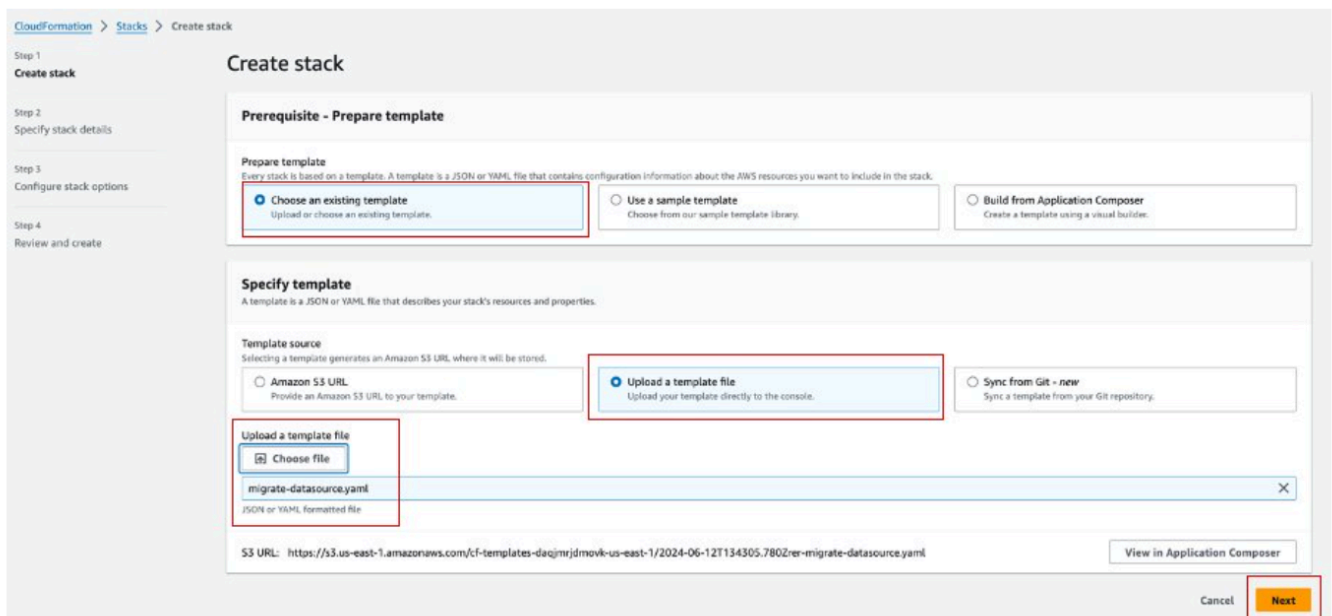 CloudFormation > Stacks > Create stack
Step 1
Create stack
Step 2
Specify stack details
Step 3
Configure stack options
Step 4
Review and create
Create stack
Prerequisite - Prepare template
Prepare template
Every stack is based on a template. A template is a JSON or YAML file that contains configuration information about the AWS resources you want to include in the stack.
Choose an existing template
Upload or choose an existing template.
Use a sample template
Choose from our sample template library.
Build from Application Composer
Create a template using a visual builder.
Specify template
A template is a JSON or YAML file that describes your stack's resources and properties.
Template source
Selecting a template generates an Amazon S3 URL where it will be stored.
Amazon S3 URL
Provide an Amazon S3 URL to your template.
Upload a template file
Upload your template directly to the console.
Sync from Git - new
Sync a template from your Git repository.
Upload a template file
Choose file
migrate-datasource.yaml
JSON or YAML formatted file
S3 URL: https://s3.us-east-1.amazonaws.com/cf-templates-daqjmrjdmovk-us-east-1/2024-06-12T134305.780Zrer-migrate-datasource.yaml
View in Application Composer
Cancel
Next